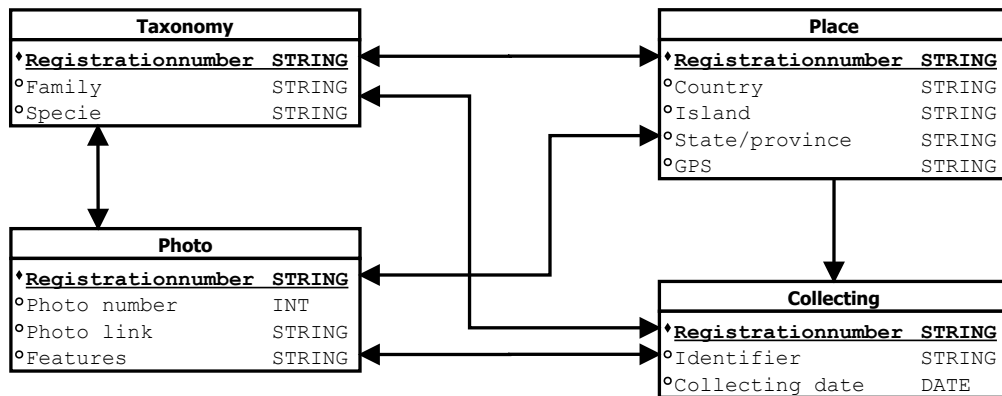 Taxonomy
Registrationnumber STRING
Family STRING
Specie STRING
Place
Registrationnumber STRING
Country STRING
Island STRING
State/province STRING
GPS STRING
Photo
Registrationnumber STRING
Photo number INT
Photo link STRING
Features STRING
Collecting
Registrationnumber STRING
Identifier STRING
Collecting date DATE